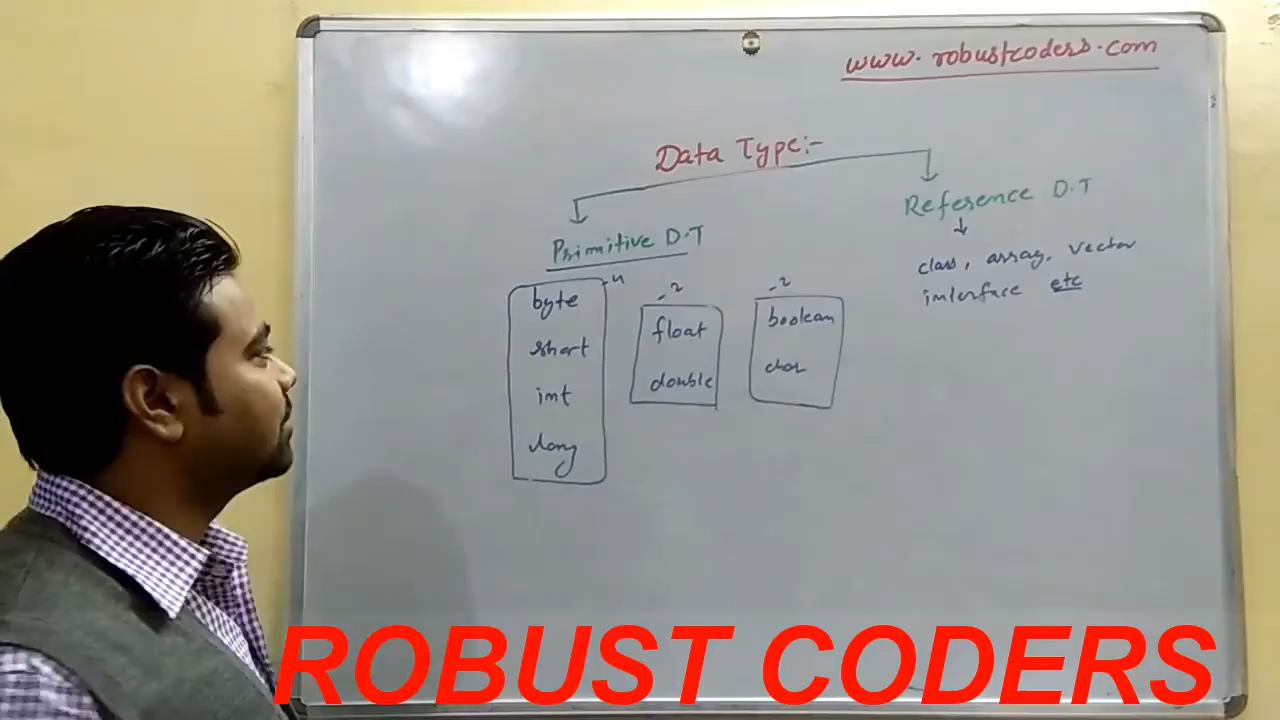 www.robustcoders.com
Data Type:-
Primitive D.T
Reference D.T
class, array, vector
interface etc
4
byte
short
int
long
2
float
double
2
boolean
char
ROBUST CODERS